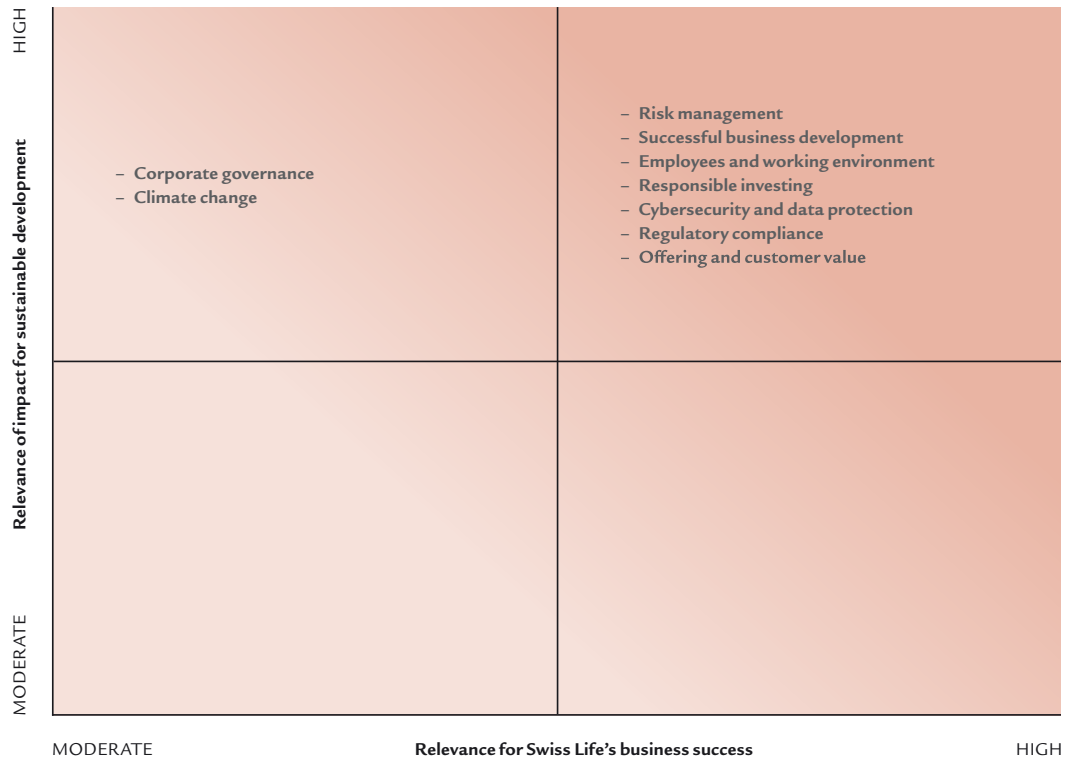 HIGH
Relevance of impact for sustainable development
MODERATE
– Corporate governance
– Climate change
– Risk management
– Successful business development
– Employees and working environment
– Responsible investing
– Cybersecurity and data protection
– Regulatory compliance
– Offering and customer value
MODERATE
Relevance for Swiss Life’s business success
HIGH